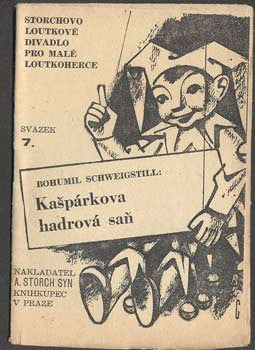 STORCHOVO
LOUTKOVÉ
DIVADLO
PRO MALÉ
LOUTKOHERCE
SVAZEK
7.
BOHUMIL SCHWEIGSTILL:
Kašpárkova
hadrová saň
NAKLADATEL
A. STORCH SYN
KNIHKUPEC
V PRAZE